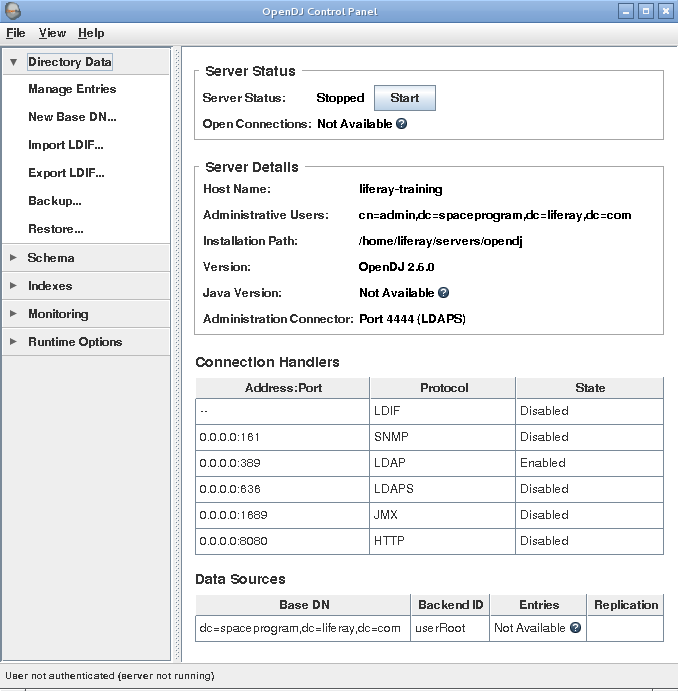 OpenDJ Control Panel
File View Help
Directory Data
Manage Entries
New Base DN...
Import LDIF...
Export LDIF...
Backup...
Restore...
Schema
Indexes
Monitoring
Runtime Options
Server Status
Server Status: Stopped Start
Open Connections: Not Available ?
Server Details
Host Name: liferay-training
Administrative Users: cn=admin,dc=spaceprogram,dc=liferay,dc=com
Installation Path: /home/liferay/servers/opendj
Version: OpenDJ 2.6.0
Java Version: Not Available ?
Administration Connector: Port 4444 (LDAPS)
Connection Handlers
Address:Port Protocol State
-- LDIF Disabled
0.0.0.0:161 SNMP Disabled
0.0.0.0:389 LDAP Enabled
0.0.0.0:636 LDAPS Disabled
0.0.0.0:1689 JMX Disabled
0.0.0.0:8080 HTTP Disabled
Data Sources
Base DN Backend ID Entries Replication
dc=spaceprogram,dc=liferay,dc=com userRoot Not Available ?
User not authenticated (server not running)